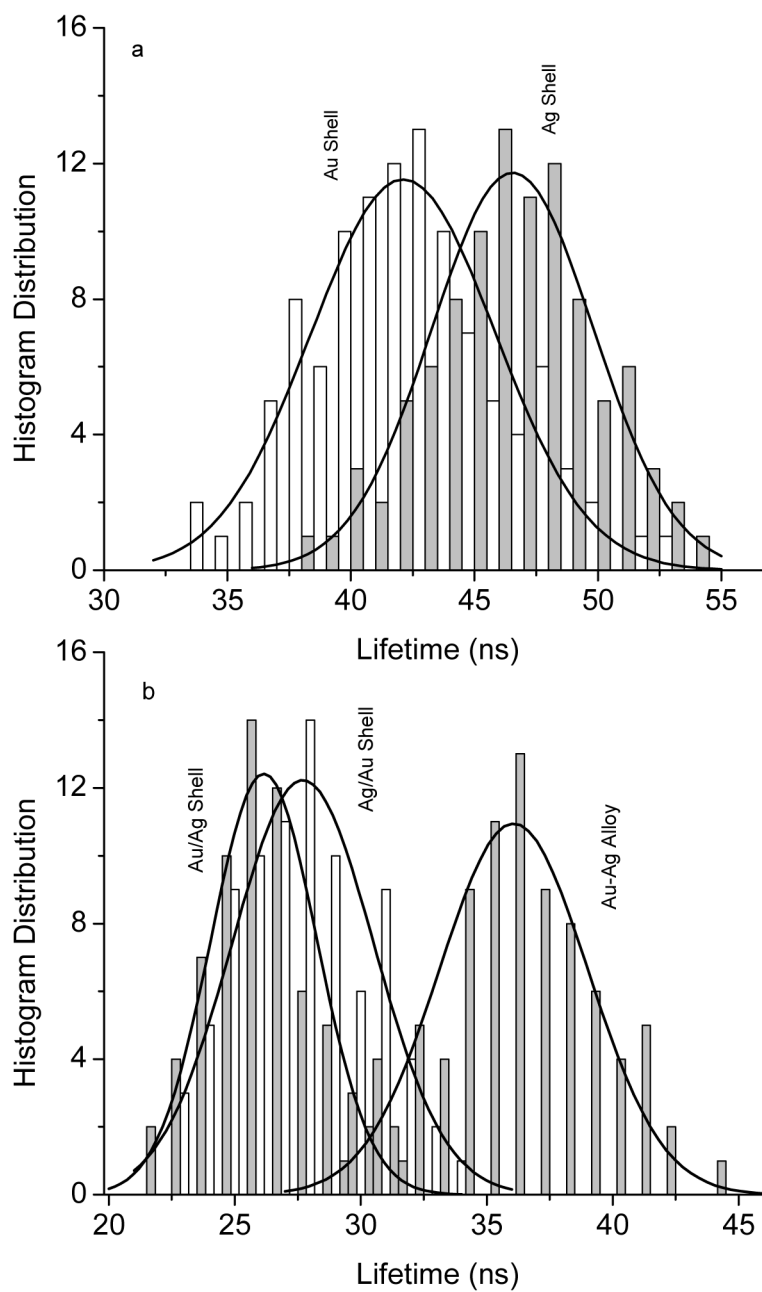 a
Au Shell
Ag Shell
Histogram Distribution
16
12
8
4
0
30 35 40 45 50 55
Lifetime (ns)
b
Au/Ag Shell
Ag/Au Shell
Au-Ag Alloy
Histogram Distribution
16
12
8
4
0
20 25 30 35 40 45
Lifetime (ns)